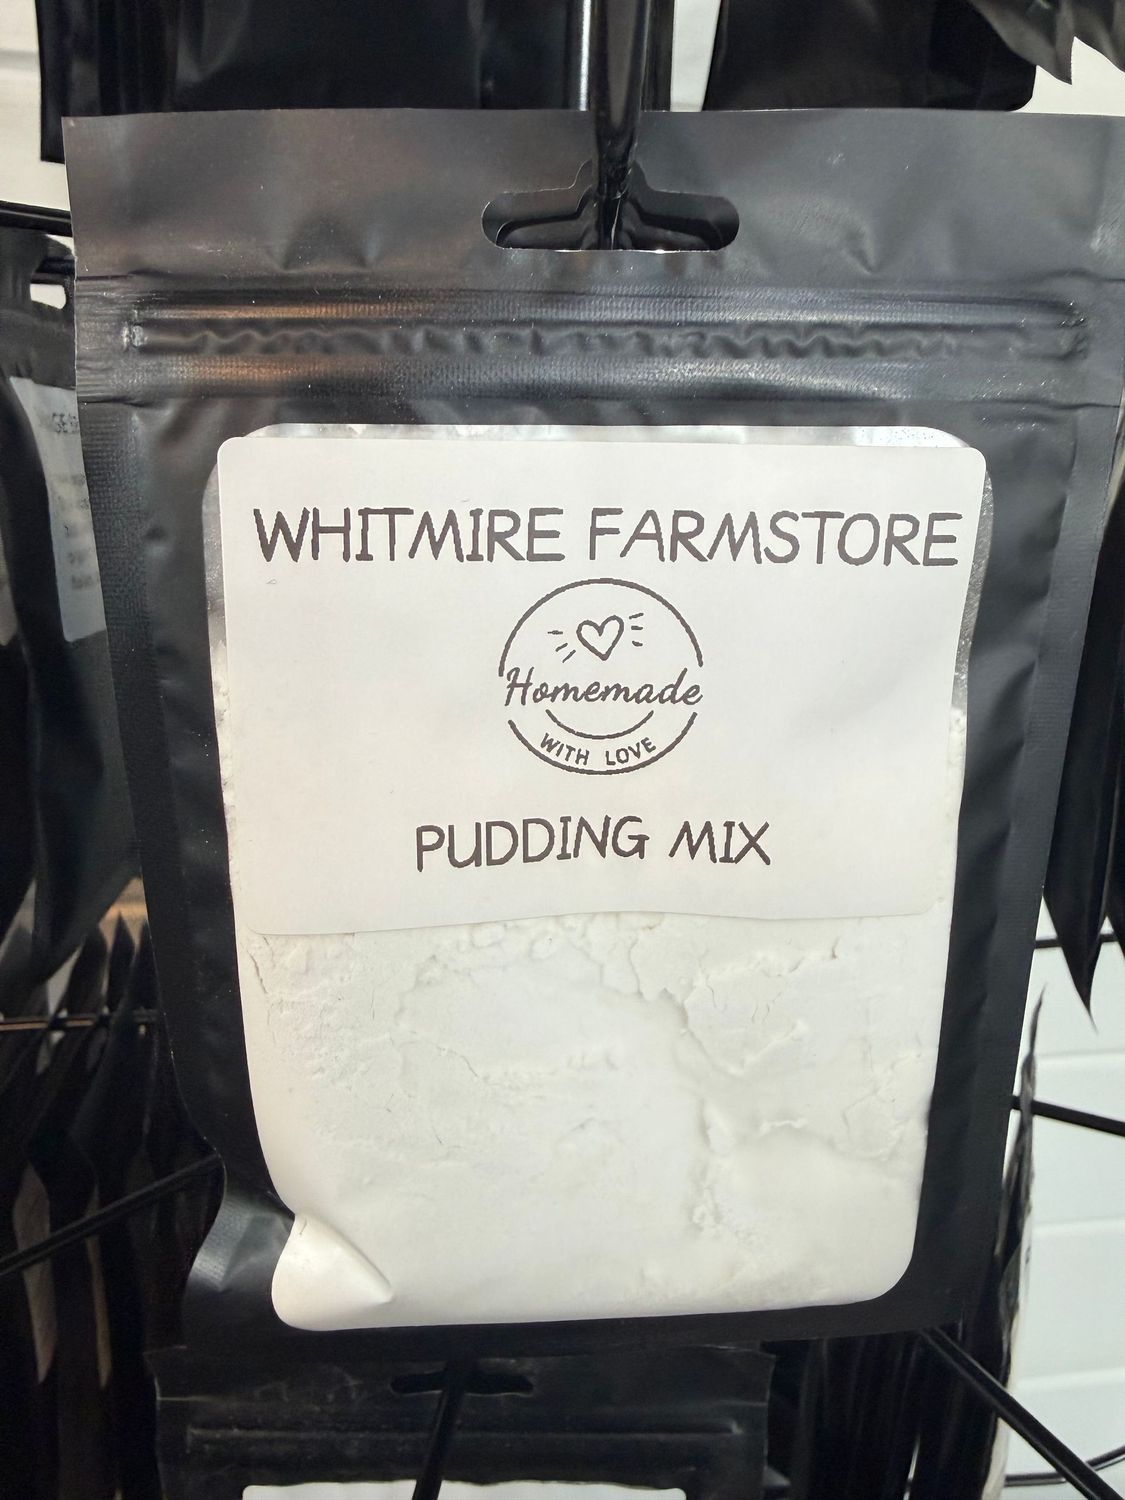 WHITMIRE FARMSTORE
Homemade
WITH LOVE
PUDDING MIX